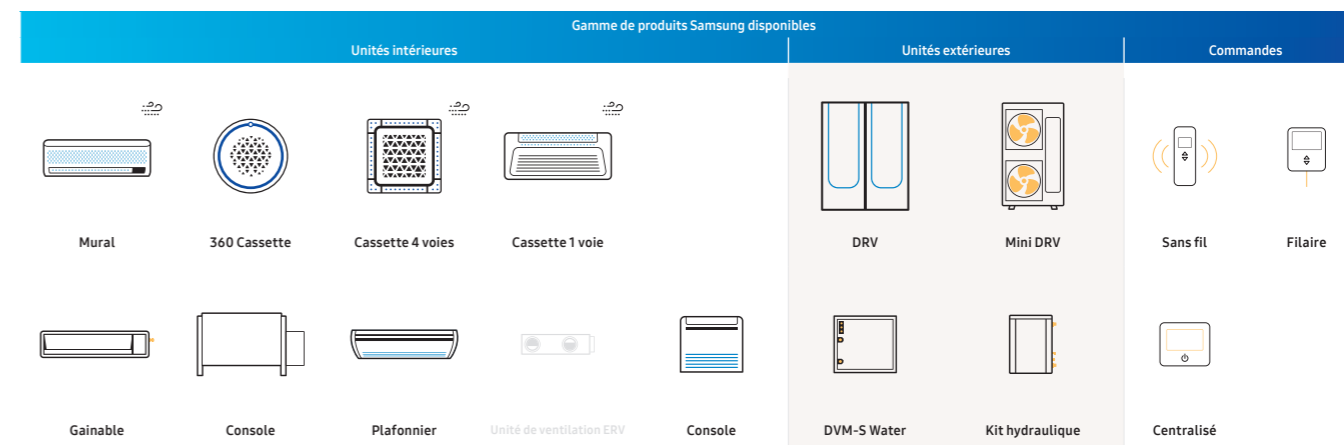 Gamme de produits Samsung disponibles
Unités intérieures
Unités extérieures
Commandes
Mural
360 Cassette
Cassette 4 voies
Cassette 1 voie
DRV
Mini DRV
Sans fil
Filaire
Gainable
Console
Plafonnier
Unité de ventilation ERV
Console
DVM-S Water
Kit hydraulique
Centralisé